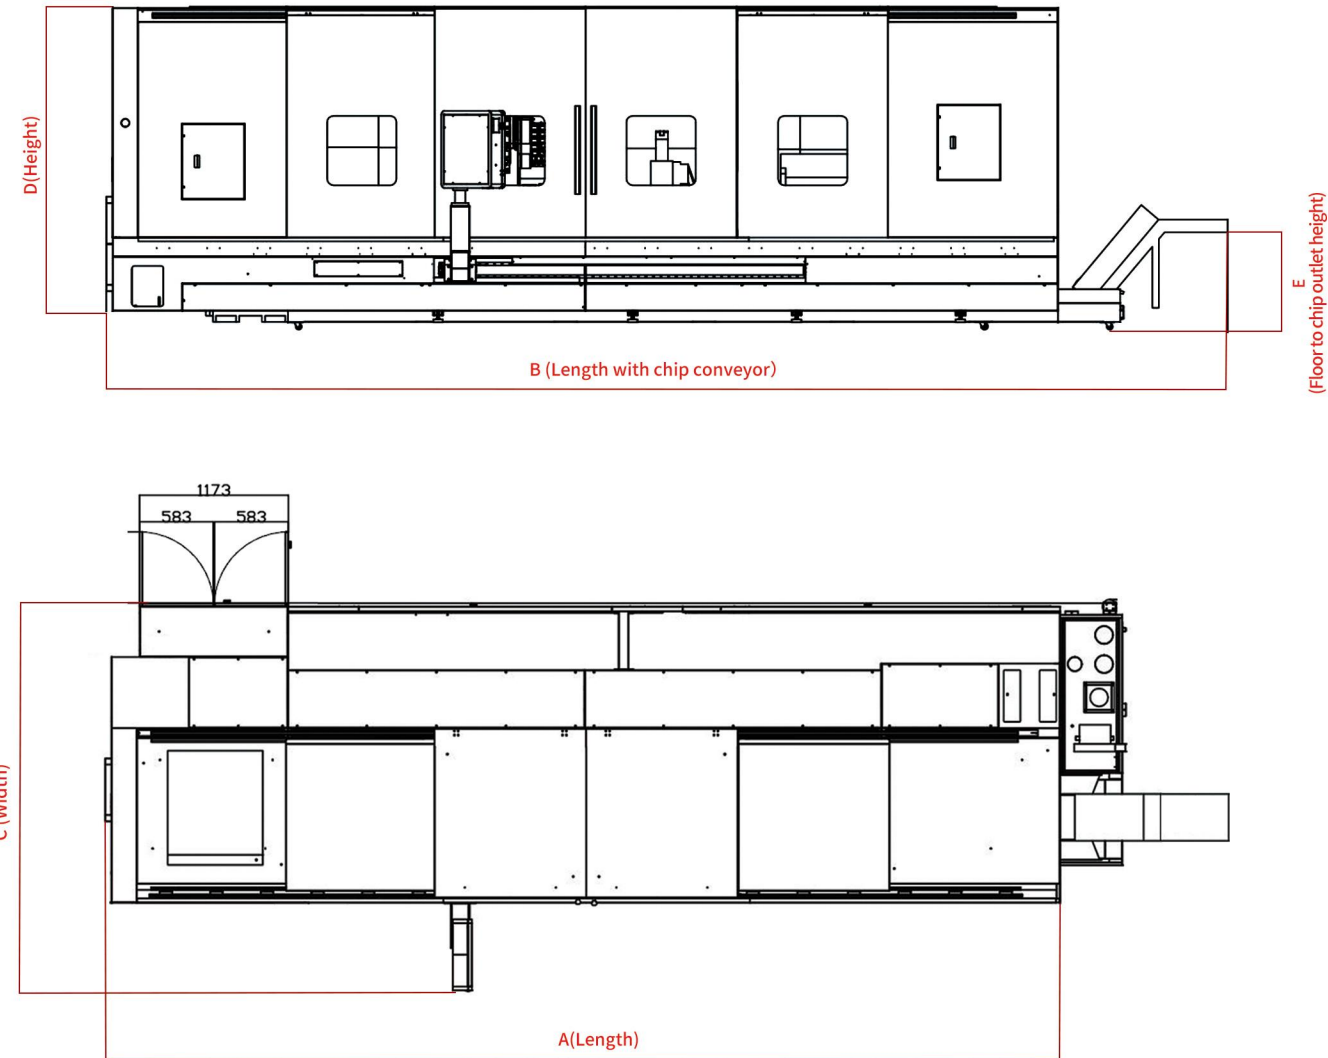 D(Height)
E
(Floor to chip outlet height)
B (Length with chip conveyor)
1173
583 583
C (Width)
A(Length)